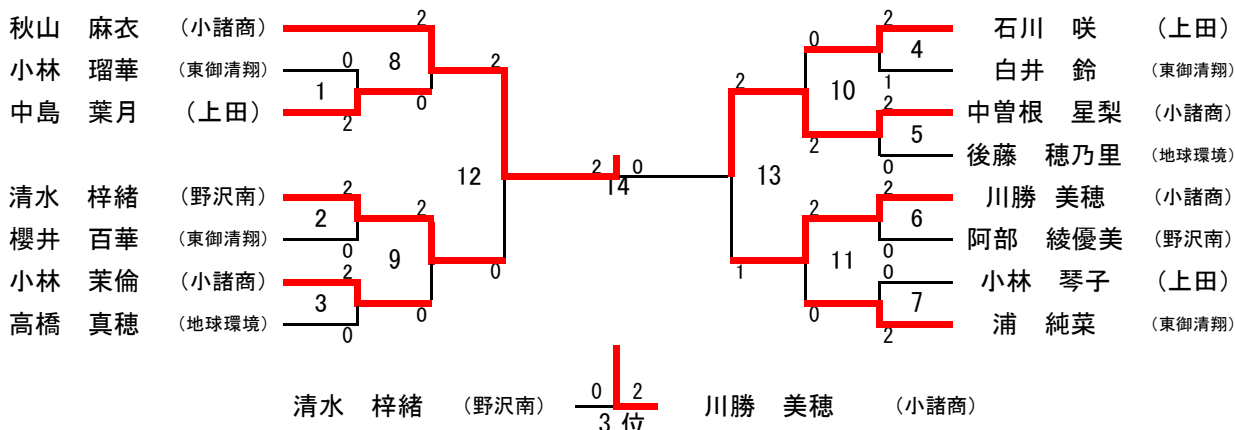 秋山 麻衣 （小諸商） 2 2 石川 咲 （上田）
0 8 2 0 4
小林 瑠華 （東御清翔） 白井 鈴 （東御清翔）
1 0 2 10 1
中島 葉月 （上田） 2 2 中曽根 星梨 （小諸商）
2 5
12 2 0 13 後藤 穂乃里 （地球環境）
14 0
清水 梓緒 （野沢南） 2 2 2 2 川勝 美穂 （小諸商）
2 6
櫻井 百華 （東御清翔） 0 阿部 綾優美 （野沢南）
9 0 1 11 0
小林 茉倫 （小諸商） 2 0 小林 琴子 （上田）
3 0 0 7
高橋 真穂 （地球環境） 0 2 浦 純菜 （東御清翔）
清水 梓緒 （野沢南） 0 2 川勝 美穂 （小諸商）
3 位